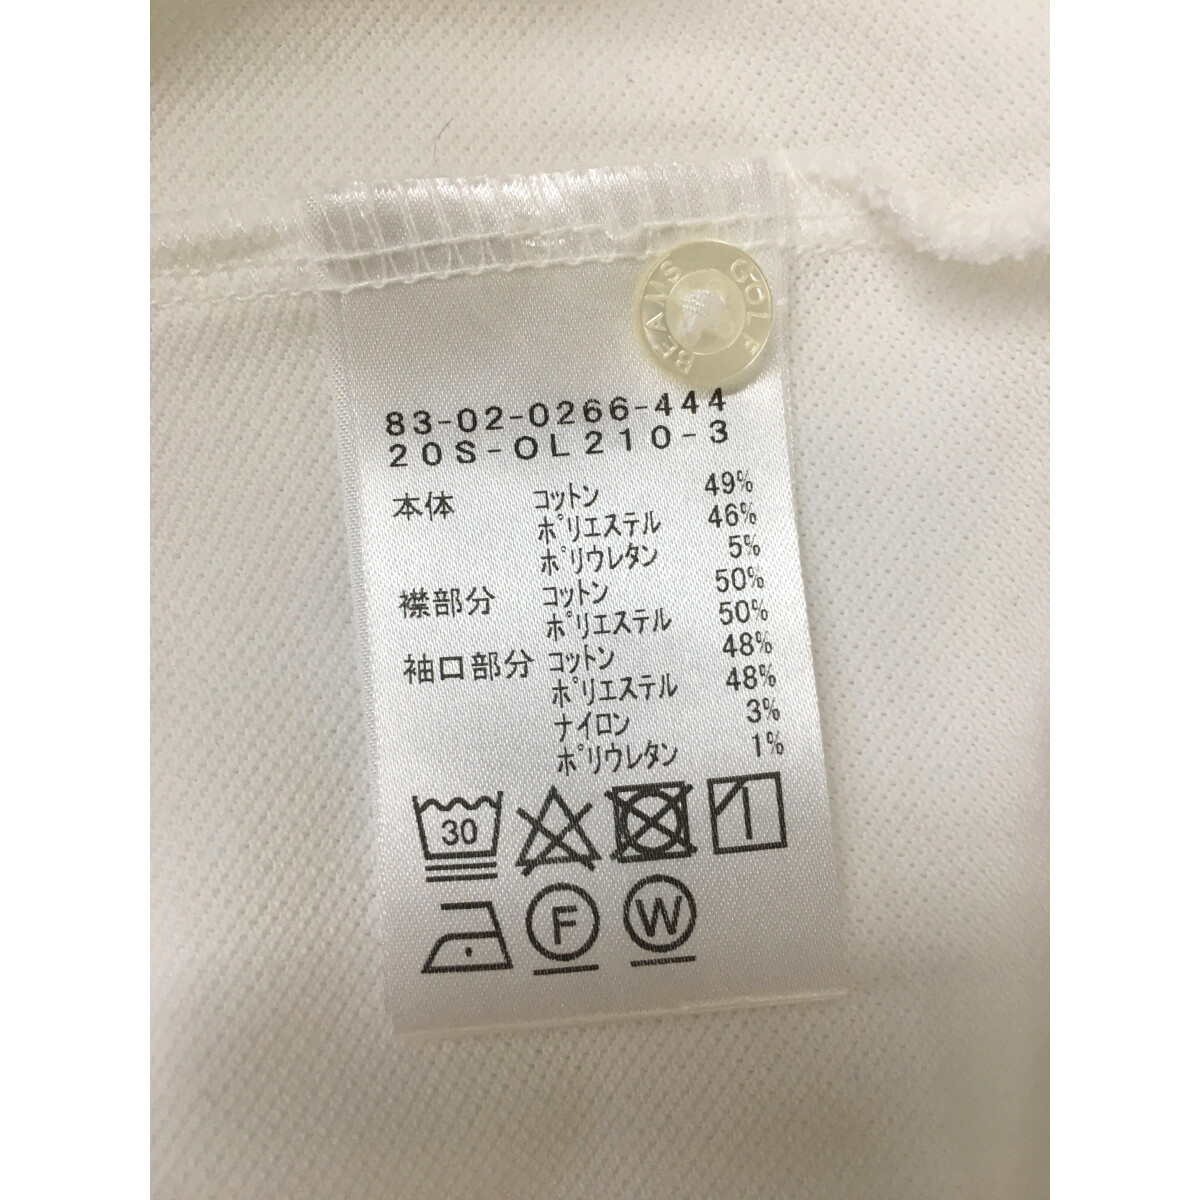 BEAMS GOLF
83-02-0266-444
20S-OL210-3
本体 コットン 49%
ポリエステル 46%
ポリウレタン 5%
襟部分 コットン 50%
ポリエステル 50%
袖口部分 コットン 48%
ポリエステル 48%
ナイロン 3%
ポリウレタン 1%
30
F W